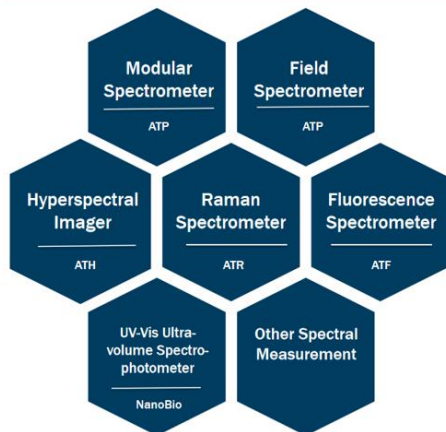 Modular
Spectrometer
ATP
Field
Spectrometer
ATP
Hyperspectral
Imager
ATH
Raman
Spectrometer
ATR
Fluorescence
Spectrometer
ATF
UV-Vis Ultra-
volume Spectro-
photometer
NanoBio
Other Spectral
Measurement